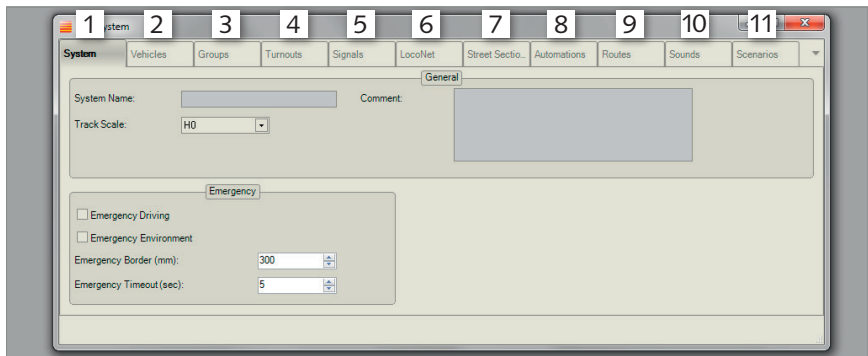 1 2 3 4 5 6 7 8 9 10 11
ystem
System Vehicles Groups Turnouts Signals LocoNet Street Sectio... Automations Routes Sounds Scenarios
General
System Name: Comment:
Track Scale: H0
Emergency
Emergency Driving
Emergency Environment
Emergency Border (mm): 300
Emergency Timeout (sec): 5